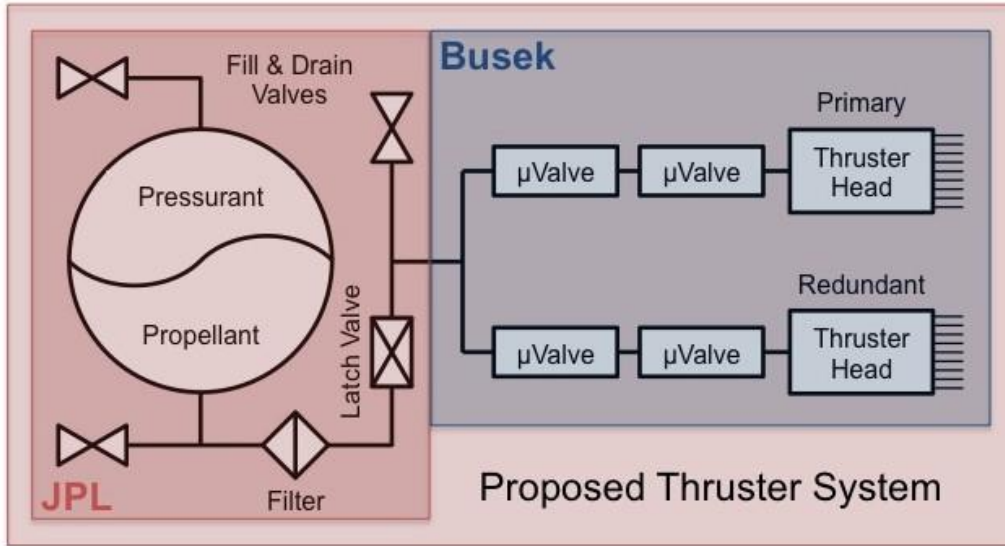 Busek
Fill & Drain
Valves
Primary
µValve
µValve
Thruster
Head
Pressurant
Propellant
Latch Valve
Redundant
µValve
µValve
Thruster
Head
JPL
Filter
Proposed Thruster System